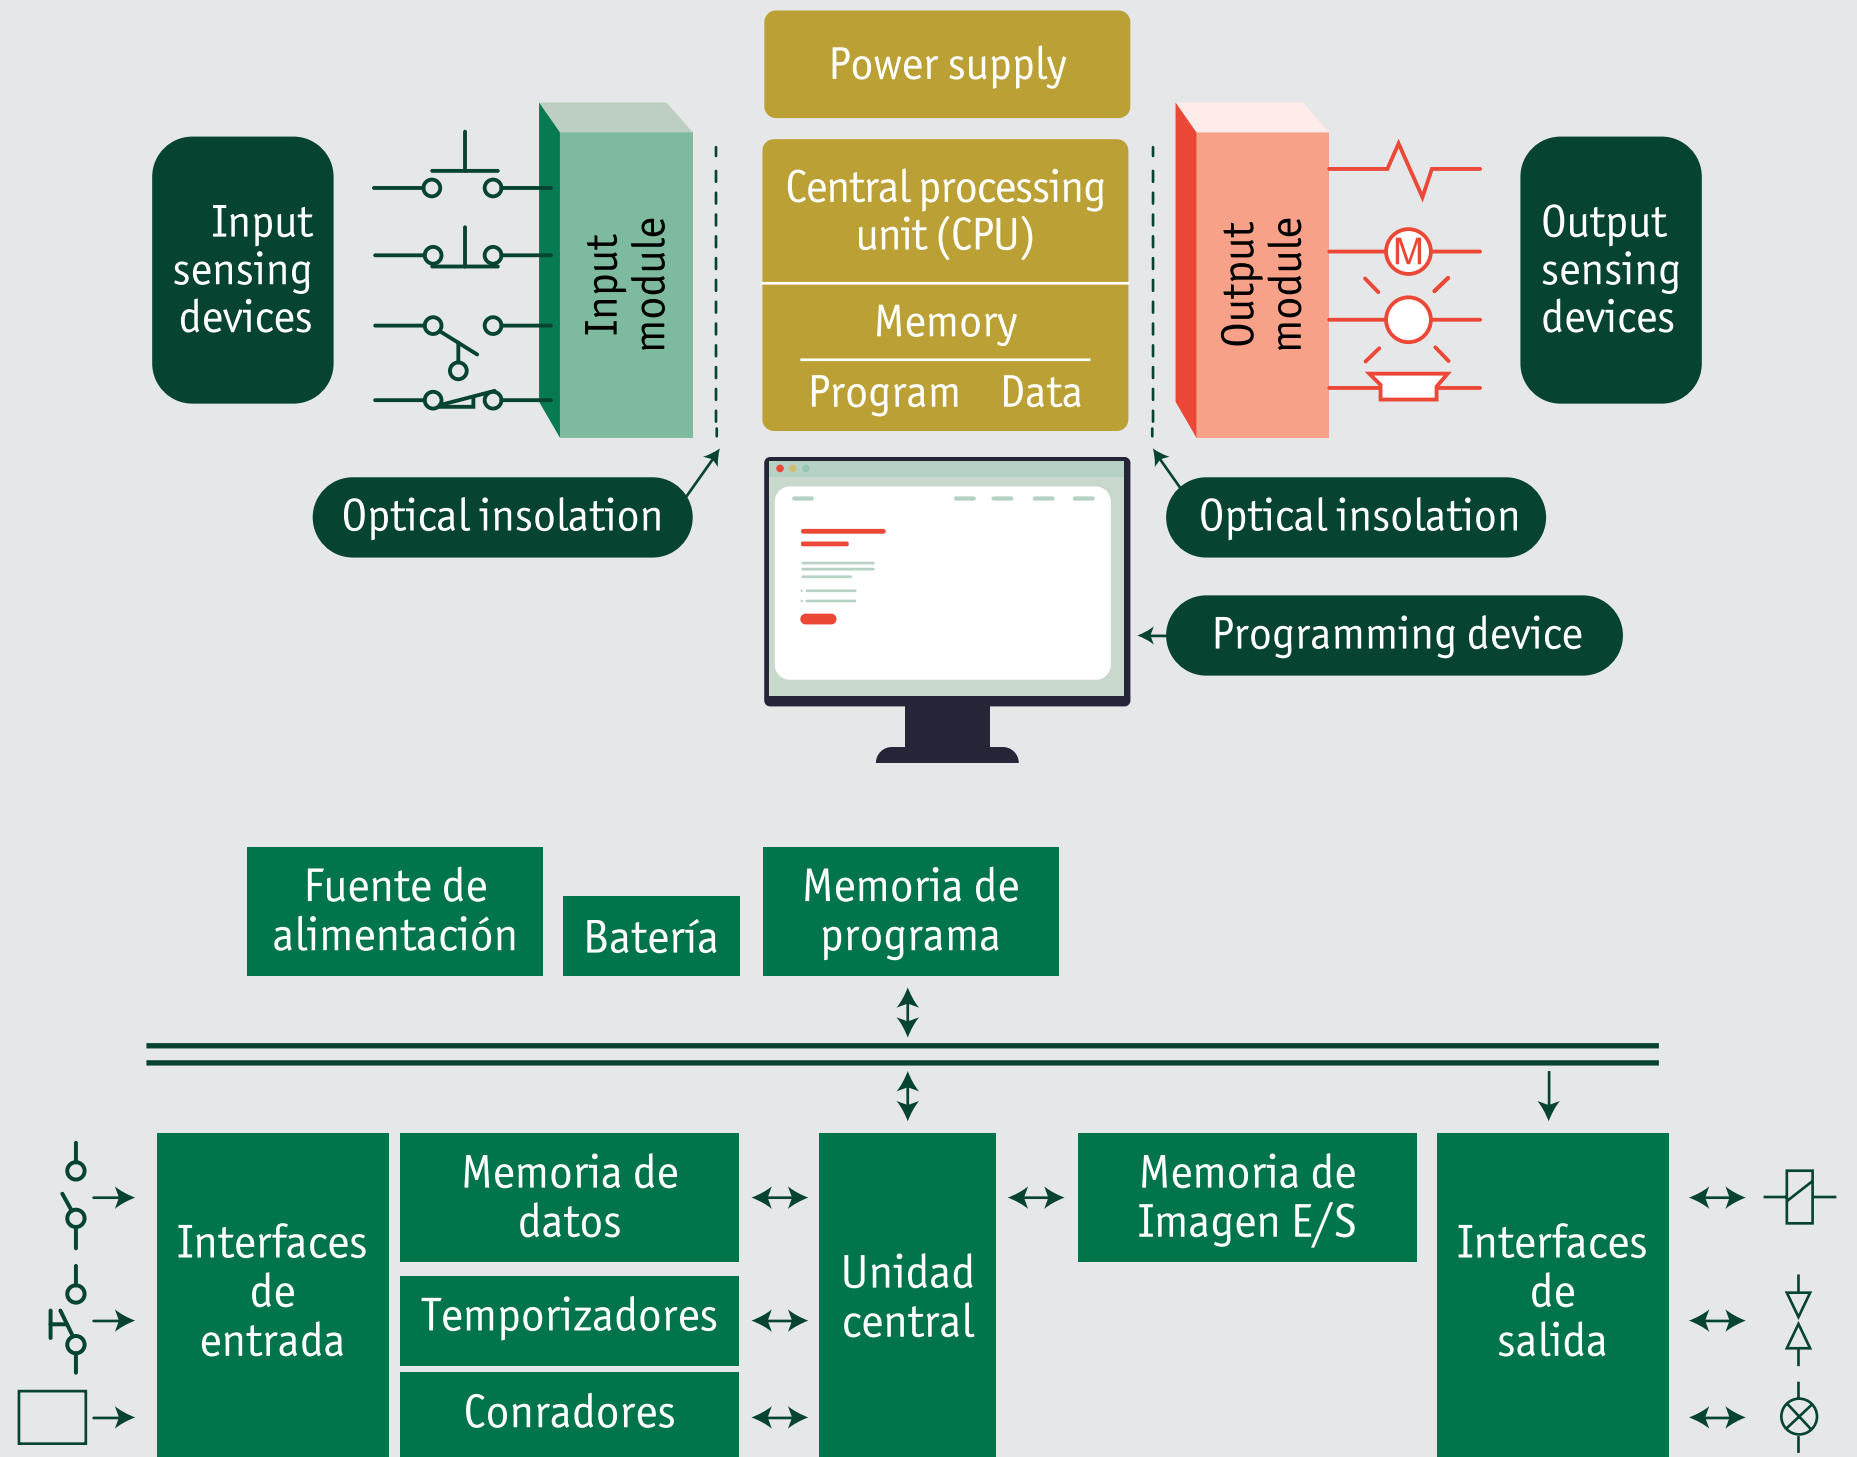 Power supply
Input
sensing
devices
Input
module
Central processing
unit (CPU)
Memory
Program Data
Output
module
Output
sensing
devices
M
Optical insolation
Optical insolation
Programming device
Fuente de
alimentación
Batería
Memoria de
programa
Interfaces
de
entrada
Memoria de
datos
Temporizadores
Conradores
Unidad
central
Memoria de
Imagen E/S
Interfaces
de
salida